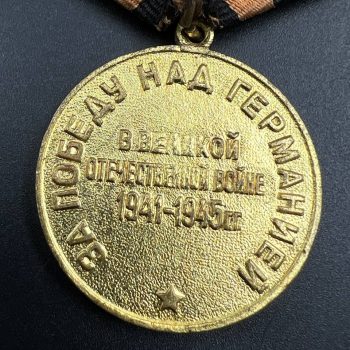 ЗА ПОБЕДУ НАД ГЕРМАНИЕЙ
В ВЕЛИКОЙ
ОТЕЧЕСТВЕННОЙ ВОЙНЕ
1941-1945 гг.